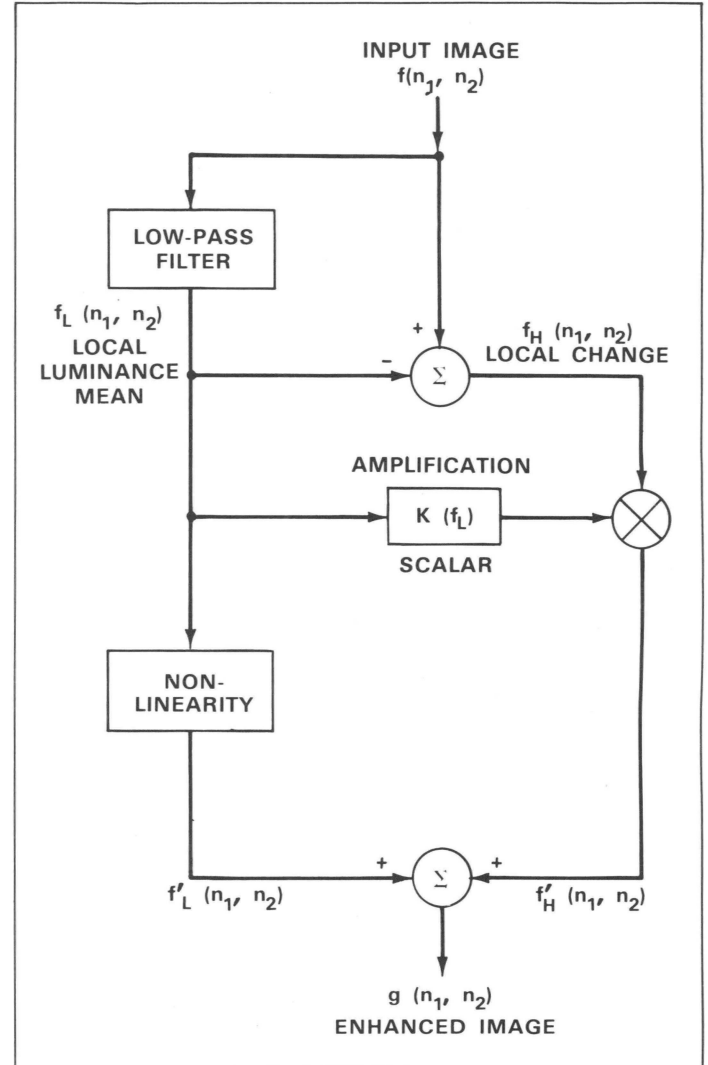 INPUT IMAGE
f(n₁, n₂)
LOW-PASS
FILTER
f_L (n₁, n₂)
LOCAL
LUMINANCE
MEAN
+
−
Σ
f_H (n₁, n₂)
LOCAL CHANGE
AMPLIFICATION
K (f_L)
SCALAR
NON-
LINEARITY
+
Σ
+
f′_L (n₁, n₂)
f′_H (n₁, n₂)
g (n₁, n₂)
ENHANCED IMAGE